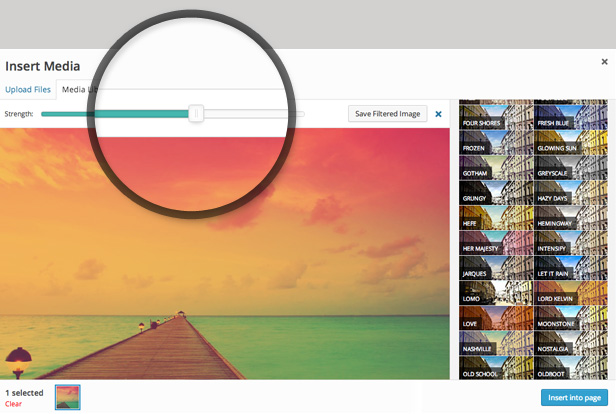 Insert Media
Upload Files
Media Lib
Strength:
Save Filtered Image
FOUR SHORES
FRESH BLUE
FROZEN
GLOWING SUN
GOTHAM
GREYSCALE
GRUNGY
HAZY DAYS
HEFE
HEMINGWAY
HER MAJESTY
INTENSIFY
JARQUES
LET IT RAIN
LOMO
LORD KELVIN
LOVE
MOONSTONE
NASHVILLE
NOSTALGIA
OLD SCHOOL
OLDBOOT
1 selected
Clear
Insert into page